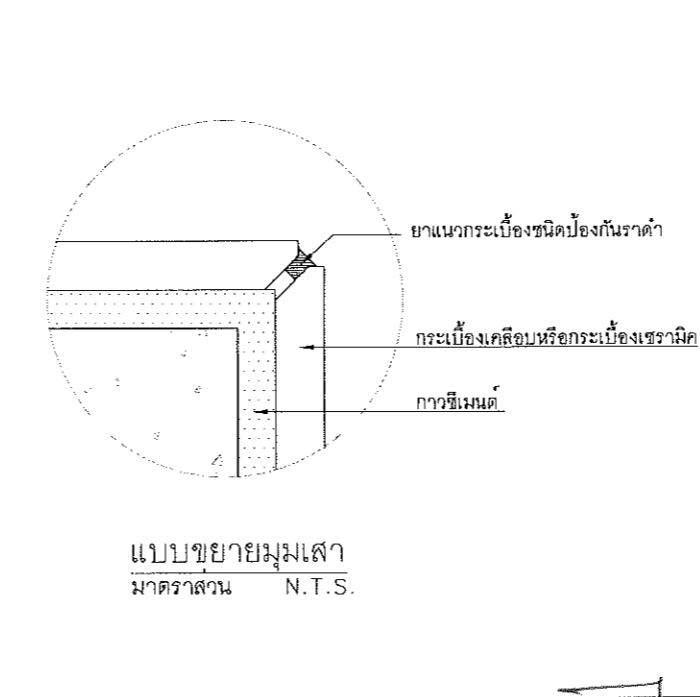 ยาแนวกระเบื้องชนิดป้องกันราดำ
กระเบื้องเคลือบหรือกระเบื้องเซรามิค
กาวซีเมนต์
แบบขยายมุมเสา
มาตราส่วน N.T.S.